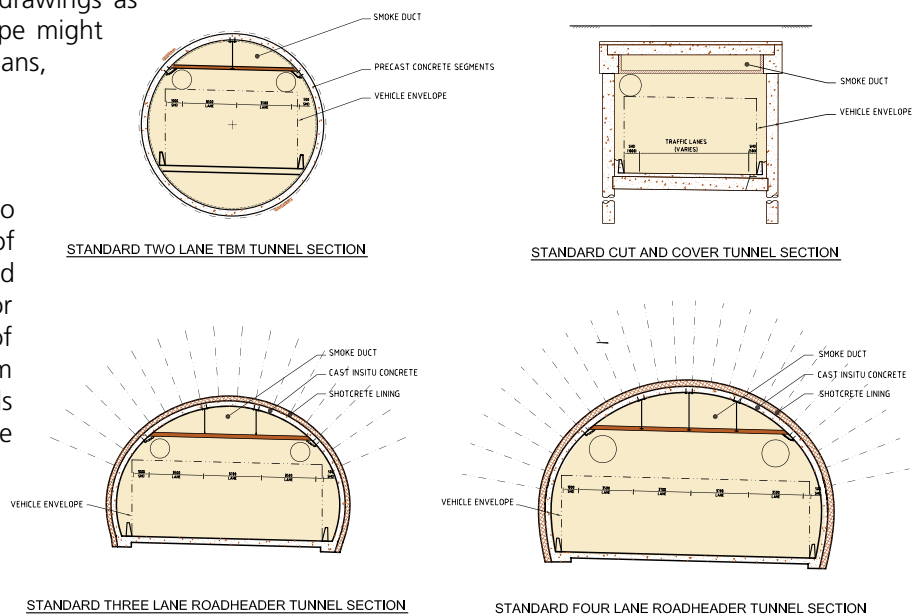 drawings as
pe might
ans,
o
of
d
or
of
m
ls
e
SMOKE DUCT
PRECAST CONCRETE SEGMENTS
VEHICLE ENVELOPE
STANDARD TWO LANE TBM TUNNEL SECTION
SMOKE DUCT
VEHICLE ENVELOPE
TRAFFIC LANES
(VARIES)
STANDARD CUT AND COVER TUNNEL SECTION
SMOKE DUCT
CAST INSITU CONCRETE
SHOTCRETE LINING
VEHICLE ENVELOPE
STANDARD THREE LANE ROADHEADER TUNNEL SECTION
SMOKE DUCT
CAST INSITU CONCRETE
SHOTCRETE LINING
VEHICLE ENVELOPE
STANDARD FOUR LANE ROADHEADER TUNNEL SECTION